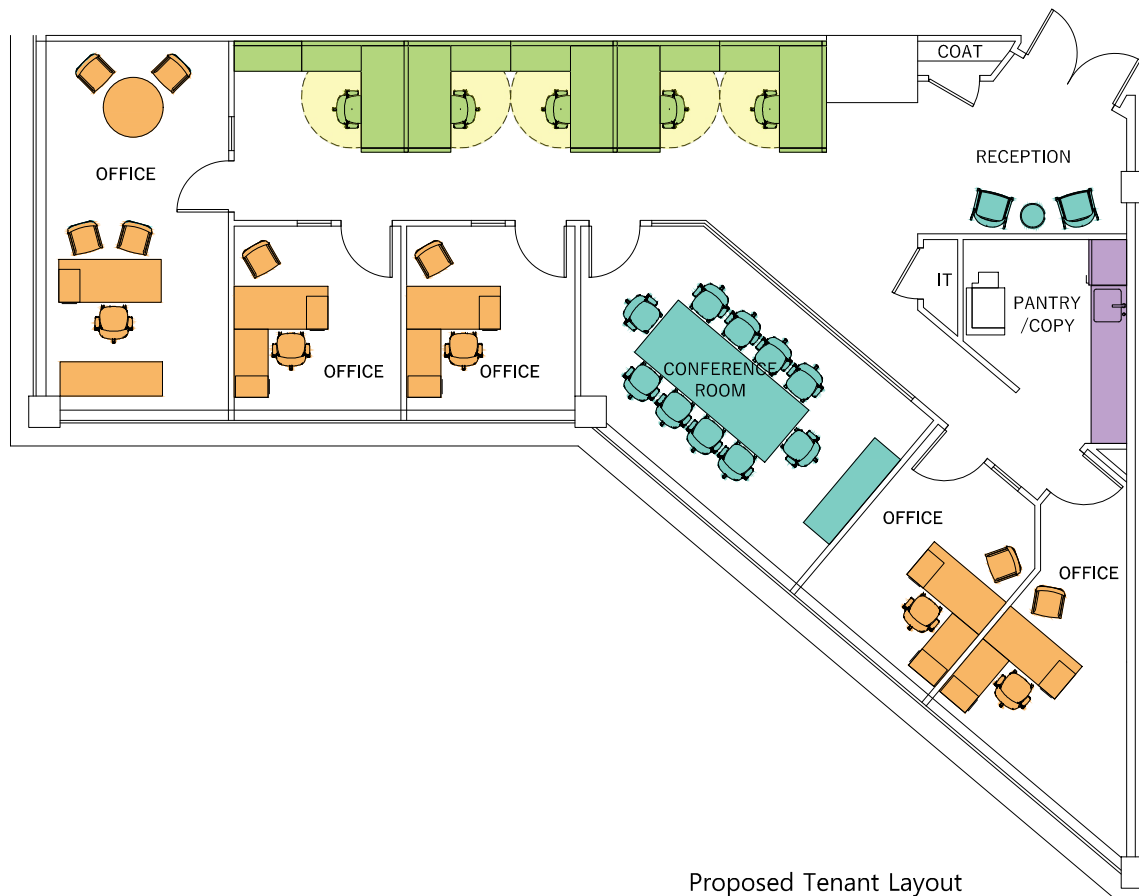 COAT
RECEPTION
OFFICE
IT
PANTRY
/COPY
OFFICE
OFFICE
CONFERENCE
ROOM
OFFICE
OFFICE
Proposed Tenant Layout